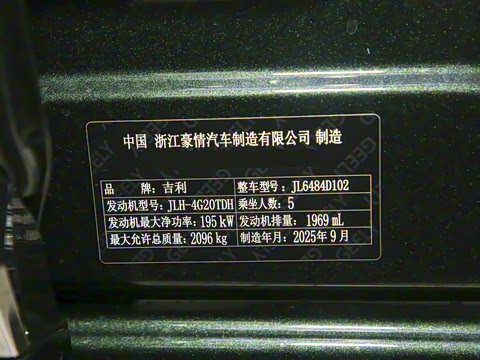 中国 浙江豪情汽车制造有限公司 制造
品 牌: 吉利 整车型号: JL6484D102
发动机型号: JLH-4G20TDH 乘坐人数: 5
发动机最大净功率: 195 kW 发动机排量: 1969 mL
最大允许总质量: 2096 kg 制造年月: 2025年 9 月